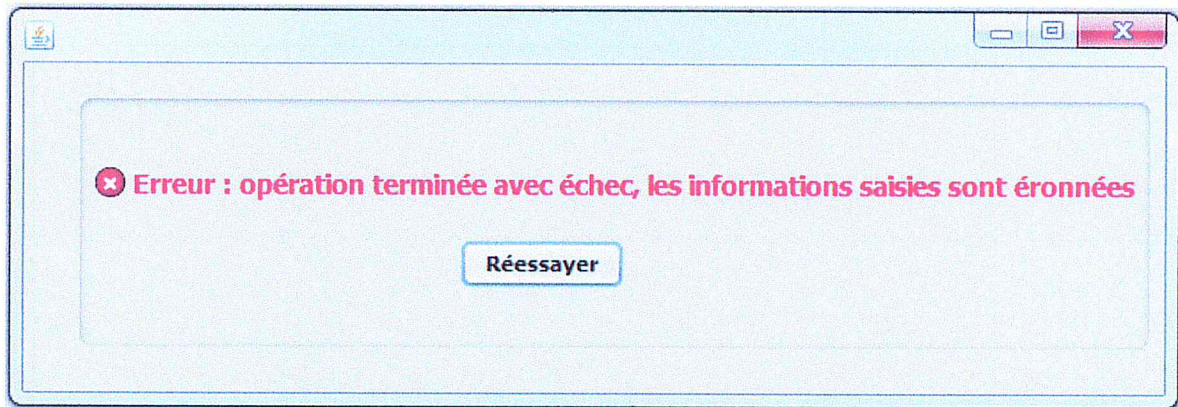 Erreur : opération terminée avec échec, les informations saisies sont éronnées
Réessayer